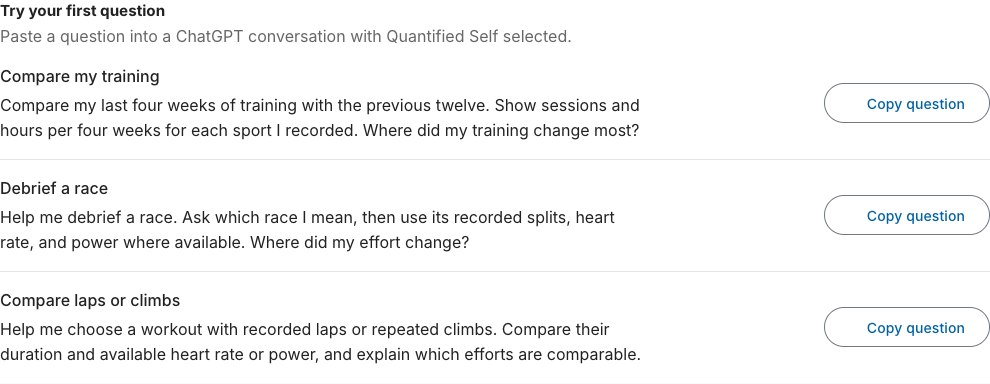 Try your first question
Paste a question into a ChatGPT conversation with Quantified Self selected.
Compare my training
Compare my last four weeks of training with the previous twelve. Show sessions and
hours per four weeks for each sport I recorded. Where did my training change most?
Copy question
Debrief a race
Help me debrief a race. Ask which race I mean, then use its recorded splits, heart
rate, and power where available. Where did my effort change?
Copy question
Compare laps or climbs
Help me choose a workout with recorded laps or repeated climbs. Compare their
duration and available heart rate or power, and explain which efforts are comparable.
Copy question